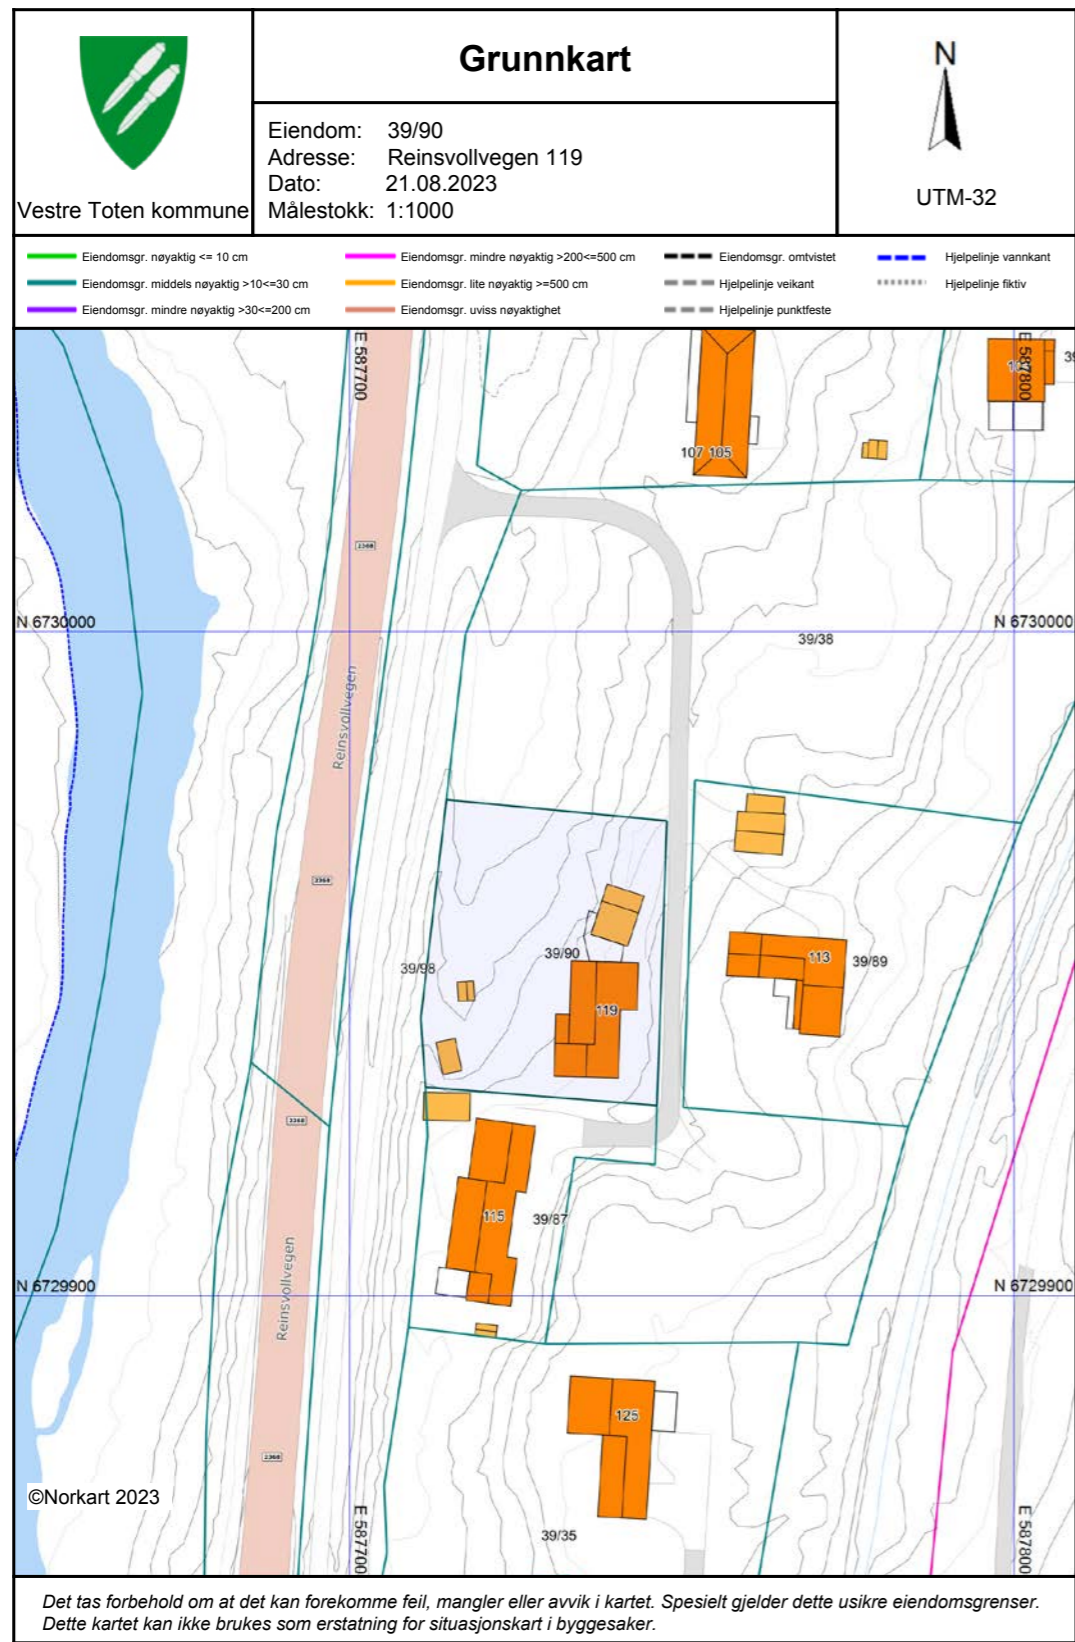 Vestre Toten kommune
Grunnkart
Eiendom: 39/90
Adresse: Reinsvollvegen 119
Dato: 21.08.2023
Målestokk: 1:1000
N
UTM-32
Eiendomsgr. nøyaktig <= 10 cm
Eiendomsgr. middels nøyaktig >10<=30 cm
Eiendomsgr. mindre nøyaktig >30<=200 cm
Eiendomsgr. mindre nøyaktig >200<=500 cm
Eiendomsgr. lite nøyaktig >=500 cm
Eiendomsgr. uviss nøyaktighet
Eiendomsgr. omtvistet
Hjelpelinje veikant
Hjelpelinje punktfeste
Hjelpelinje vannkant
Hjelpelinje fiktiv
E 587700
E 587800
107 105
2368
N 6730000
N 6730000
39/38
Reinsvollvegen
2368
39/98
39/90
119
113
39/89
2368
115
39/87
Reinsvollvegen
N 6729900
N 6729900
125
2368
©Norkart 2023
E 587700
E 587800
39/35
Det tas forbehold om at det kan forekomme feil, mangler eller avvik i kartet. Spesielt gjelder dette usikre eiendomsgrenser.
Dette kartet kan ikke brukes som erstatning for situasjonskart i byggesaker.